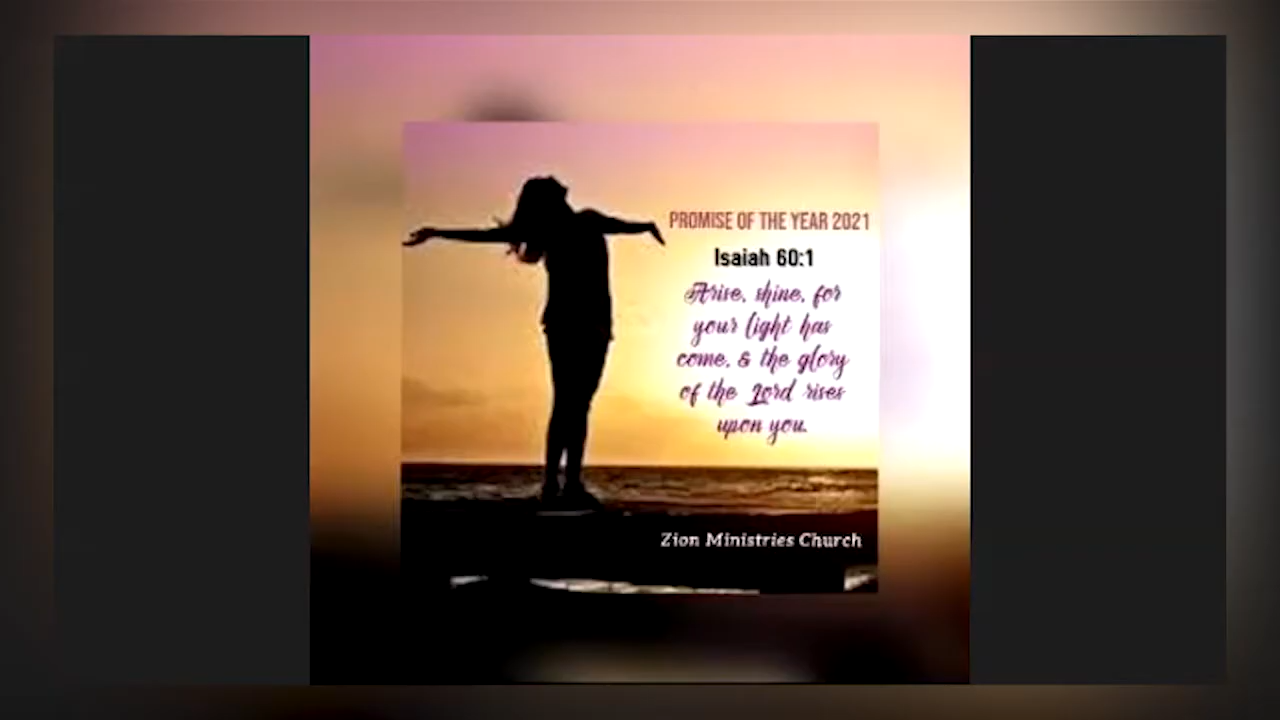 PROMISE OF THE YEAR 2021
Isaiah 60:1
Arise, shine, for
your light has
come, & the glory
of the Lord rises
upon you.
Zion Ministries Church